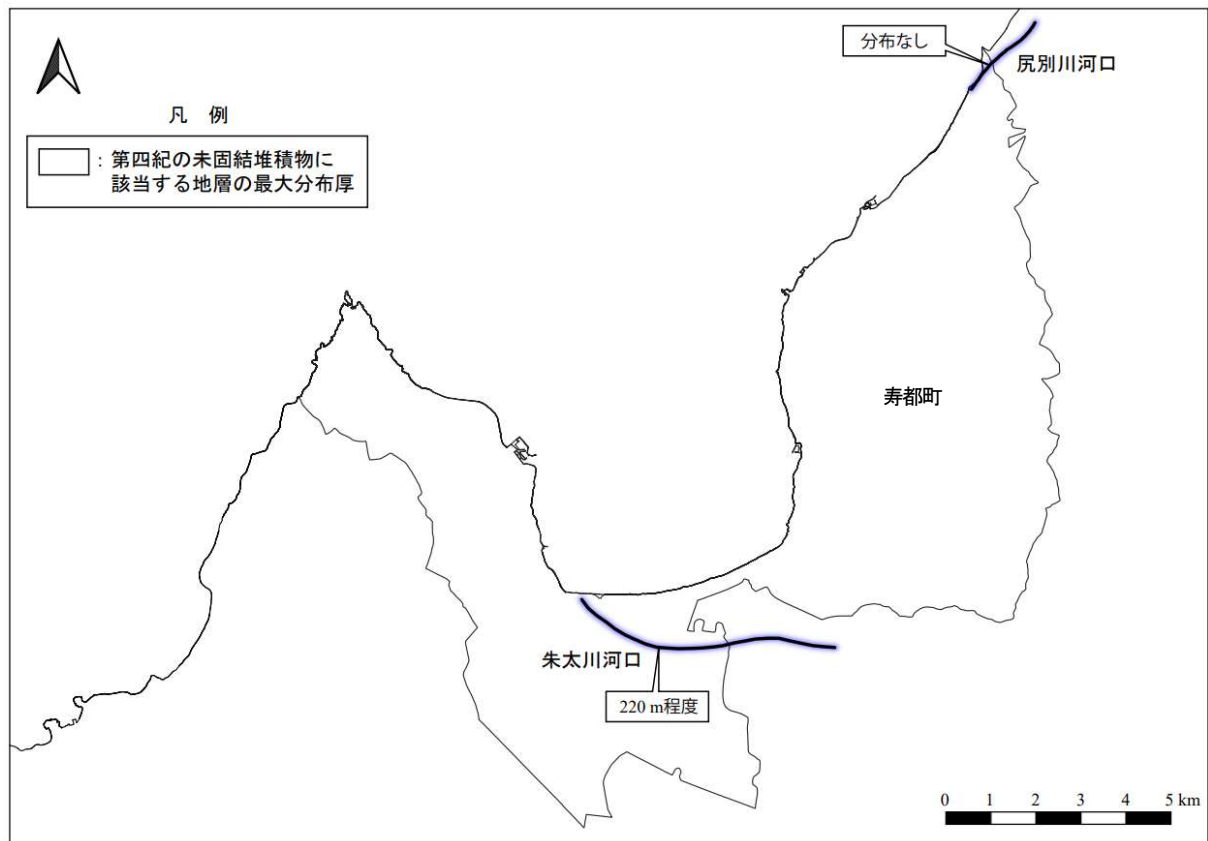 分布なし
尻別川河口
凡 例
: 第四紀の未固結堆積物に
該当する地層の最大分布厚
寿都町
朱太川河口
220 m程度
0 1 2 3 4 5 km